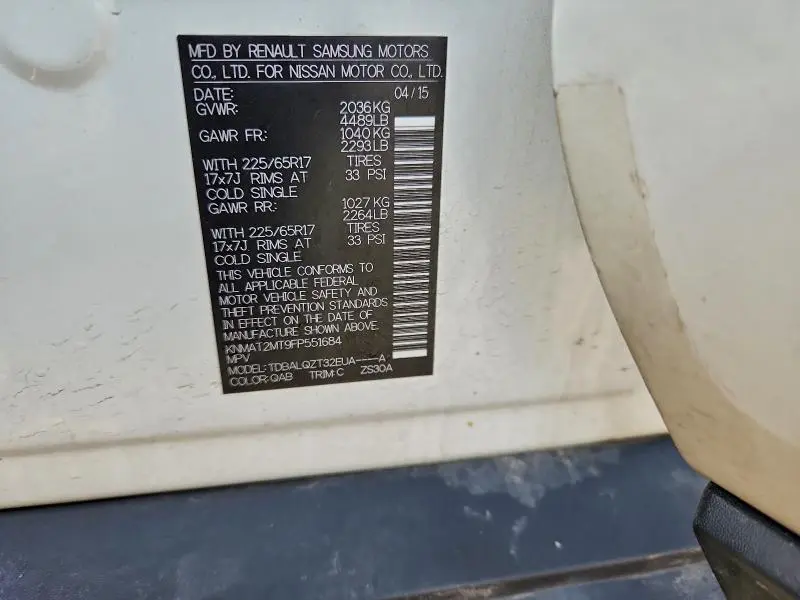 MFD BY RENAULT SAMSUNG MOTORS
CO., LTD. FOR NISSAN MOTOR CO., LTD.
DATE: 04/15
GVWR: 2036KG
4489LB
GAWR FR: 1040KG
2293LB
WITH 225/65R17 TIRES
17x7J RIMS AT 33 PSI
COLD SINGLE
GAWR RR: 1027KG
2264LB
WITH 225/65R17 TIRES
17x7J RIMS AT 33 PSI
COLD SINGLE
THIS VEHICLE CONFORMS TO
ALL APPLICABLE FEDERAL
MOTOR VEHICLE SAFETY AND
THEFT PREVENTION STANDARDS
IN EFFECT ON THE DATE OF
MANUFACTURE SHOWN ABOVE.
KNMAT2MT9FP551684
MPV
MODEL: TDBALQZT32EUA----A
COLOR: QAB TRIM: C ZS30A